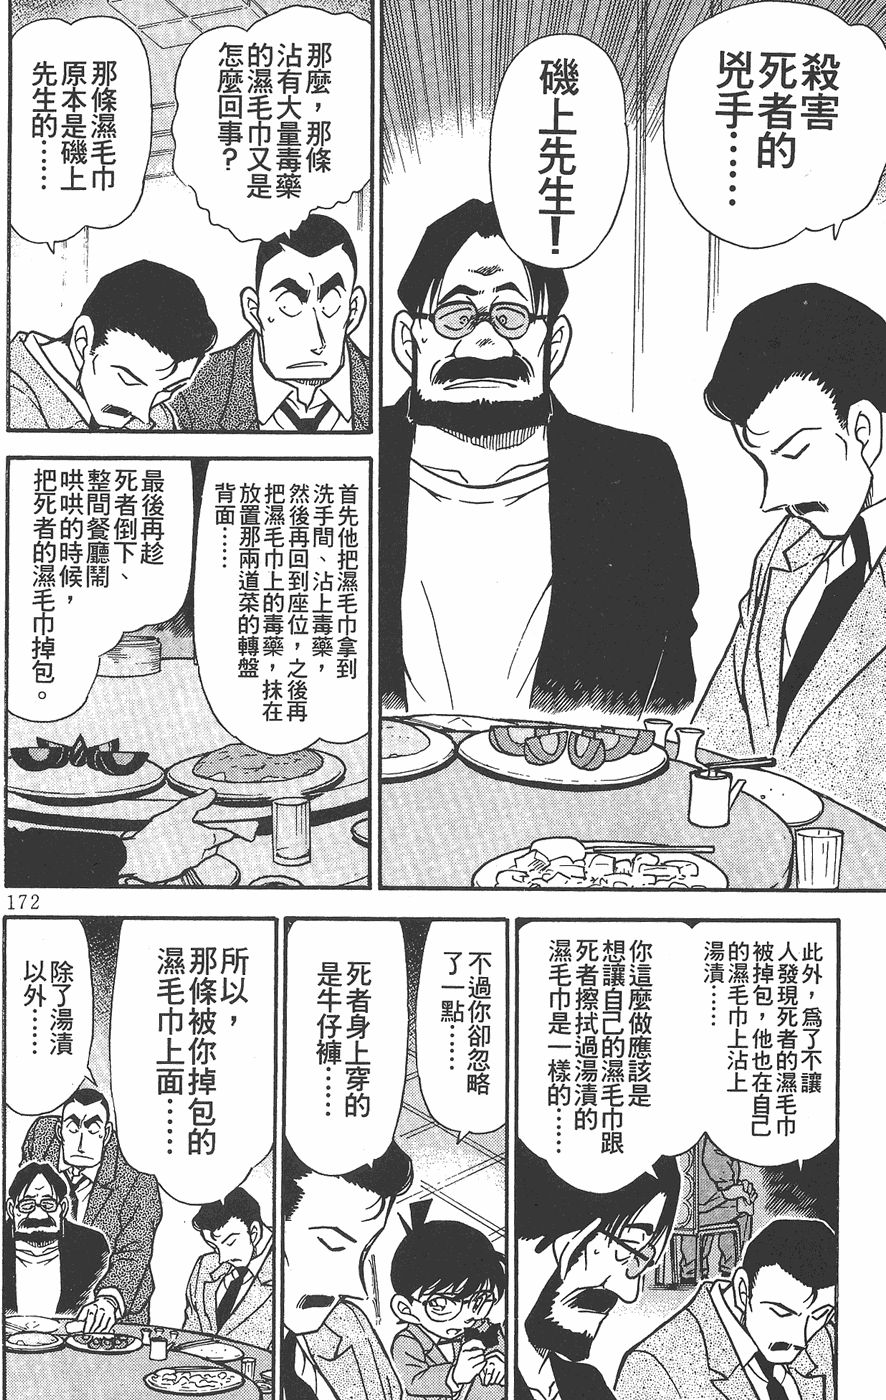 殺害
死者的
兇手……
磯上先生！
那麼，那條
沾有大量毒藥
的濕毛巾又是
怎麼回事？
那條濕毛巾
原本是磯上
先生的……
首先他把濕毛巾拿到
洗手間、沾上毒藥，
然後再回到座位，之後再
把濕毛巾上的毒藥，抹在
放置那兩道菜的轉盤
背面……
最後再趁
死者倒下、
整間餐廳鬧
哄哄的時候，
把死者的濕毛巾掉包。
172
此外，為了不讓
人發現死者的濕毛巾
被掉包，他也在自己
的濕毛巾上沾上
湯漬……
你這麼做應該是
想讓自己的濕毛巾跟
死者擦拭過湯漬的
濕毛巾是一樣的……
不過你卻忽略
了一點……
死者身上穿的
是牛仔褲……
所以，
那條被你掉包的
濕毛巾上面……
除了湯漬
以外……